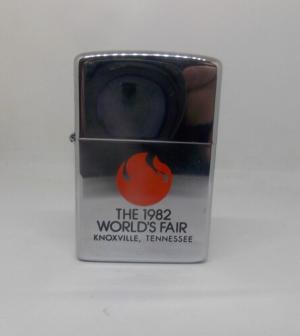 THE 1982
WORLD'S FAIR
KNOXVILLE, TENNESSEE